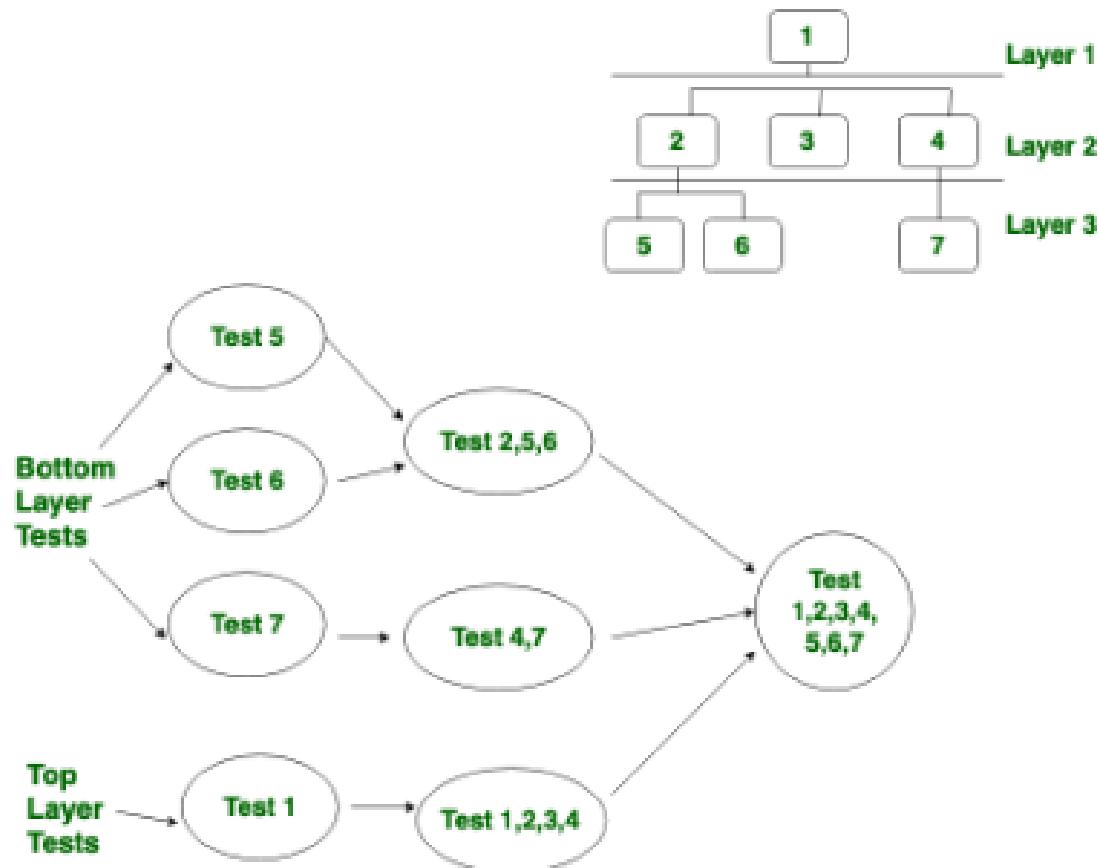 1
Layer 1
2
3
4
Layer 2
5
6
7
Layer 3
Test 5
Bottom
Layer
Tests
Test 6
Test 2,5,6
Test 7
Test 4,7
Test
1,2,3,4,
5,6,7
Top
Layer
Tests
Test 1
Test 1,2,3,4